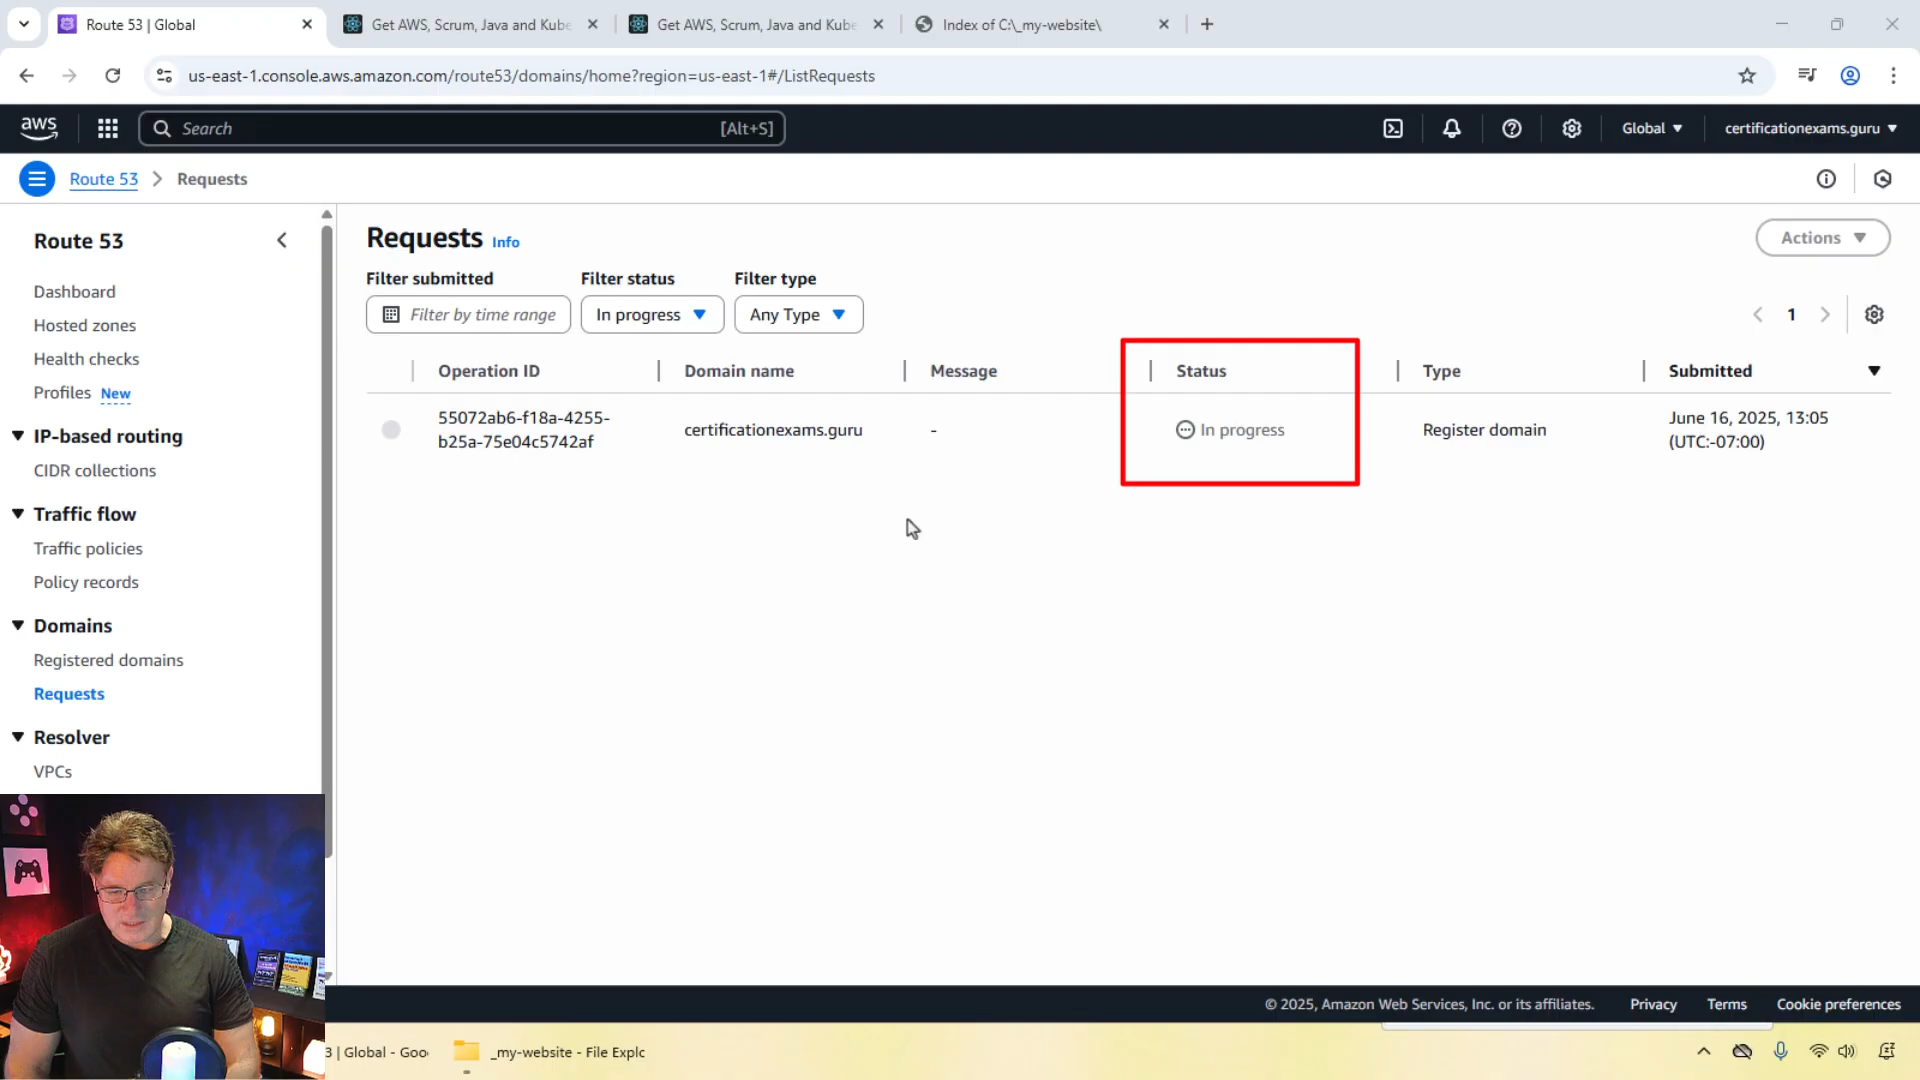 Route 53 | Global
Get AWS, Scrum, Java and Kube
Get AWS, Scrum, Java and Kube
Index of C:\_my-website\
us-east-1.console.aws.amazon.com/route53/domains/home?region=us-east-1#/ListRequests
aws
Search
[Alt+S]
Global
certificationexams.guru
Route 53
Requests
Route 53
Dashboard
Hosted zones
Health checks
Profiles New
IP-based routing
CIDR collections
Traffic flow
Traffic policies
Policy records
Domains
Registered domains
Requests
Resolver
VPCs
Requests Info
Actions
Filter submitted
Filter status
Filter type
Filter by time range
In progress
Any Type
1
Operation ID
Domain name
Message
Status
Type
Submitted
55072ab6-f18a-4255-
b25a-75e04c5742af
certificationexams.guru
-
In progress
Register domain
June 16, 2025, 13:05
(UTC:-07:00)
© 2025, Amazon Web Services, Inc. or its affiliates.
Privacy
Terms
Cookie preferences
3 | Global - Goo
_my-website - File Explc